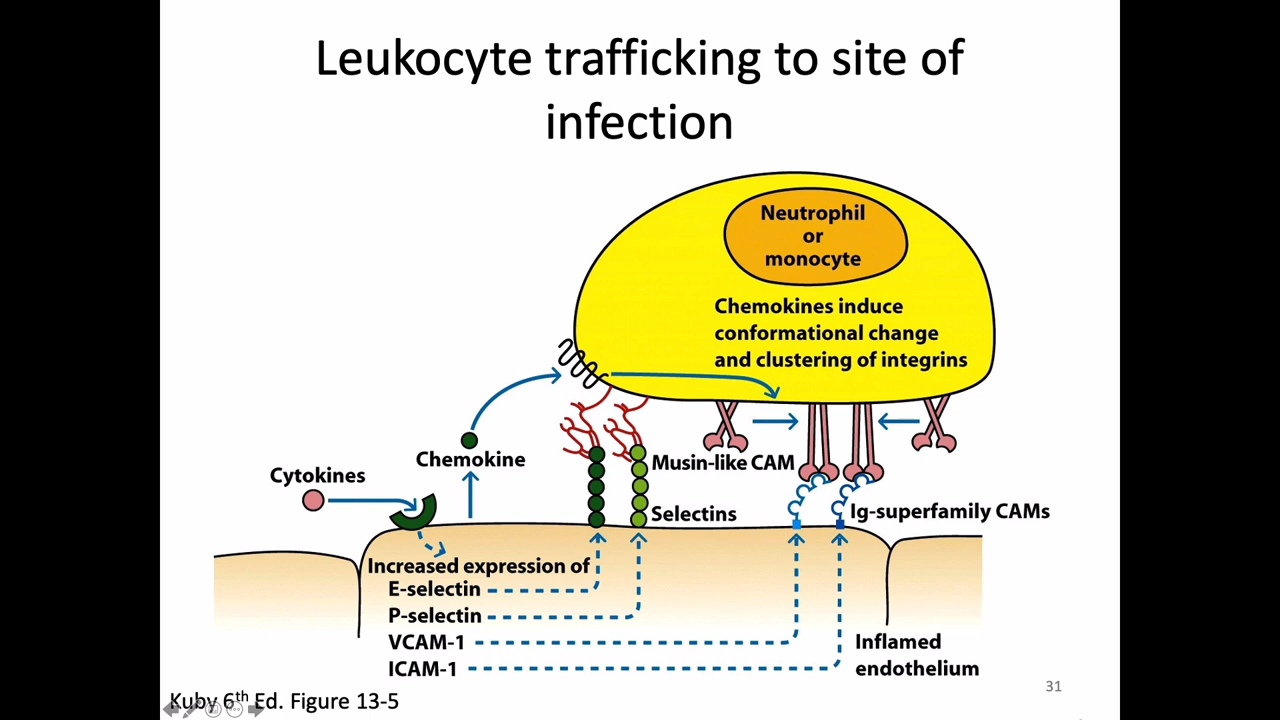 Leukocyte trafficking to site of
infection
Neutrophil
or
monocyte
Chemokines induce
conformational change
and clustering of integrins
Chemokine
Cytokines
Musin-like CAM
Selectins
Ig-superfamily CAMs
Increased expression of
E-selectin
P-selectin
VCAM-1
ICAM-1
Inflamed
endothelium
31
Kuby 6th Ed. Figure 13-5